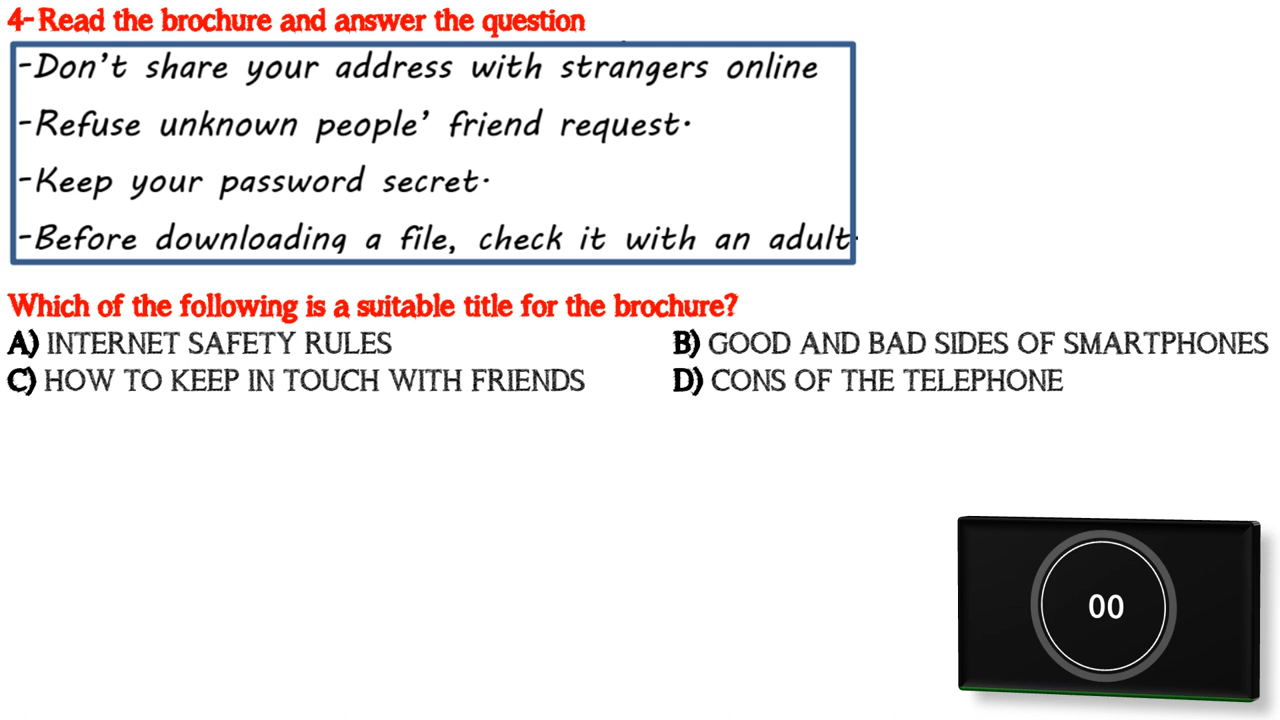 4- Read the brochure and answer the question
-Don't share your address with strangers online
-Refuse unknown people' friend request.
-Keep your password secret.
-Before downloading a file, check it with an adult.
Which of the following is a suitable title for the brochure?
A) INTERNET SAFETY RULES B) GOOD AND BAD SIDES OF SMARTPHONES
C) HOW TO KEEP IN TOUCH WITH FRIENDS D) CONS OF THE TELEPHONE
00